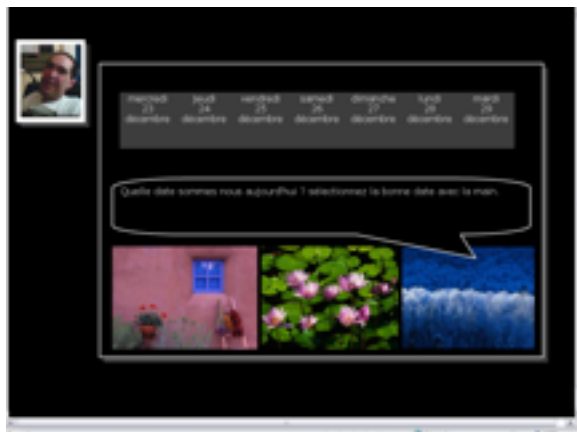 mercredi jeudi vendredi samedi dimanche lundi mardi
23 24 25 26 27 28 29
décembre décembre décembre décembre décembre décembre décembre
Quelle date sommes nous aujourd'hui ? sélectionnez la bonne date avec la main.